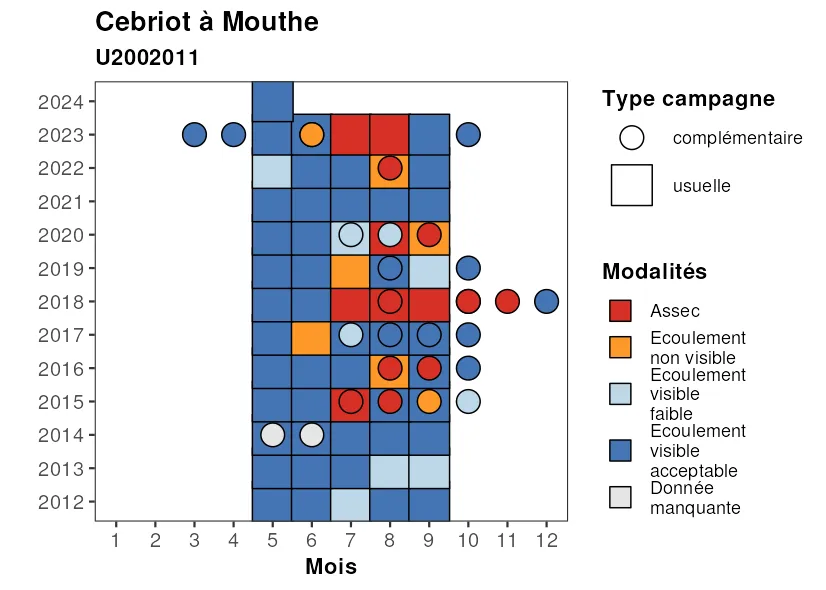 Cebriot à Mouthe
U2002011
2024
2023
2022
2021
2020
2019
2018
2017
2016
2015
2014
2013
2012
1 2 3 4 5 6 7 8 9 10 11 12
Mois
Type campagne
complémentaire
usuelle
Modalités
Assec
Ecoulement
non visible
Ecoulement
visible
faible
Ecoulement
visible
acceptable
Donnée
manquante